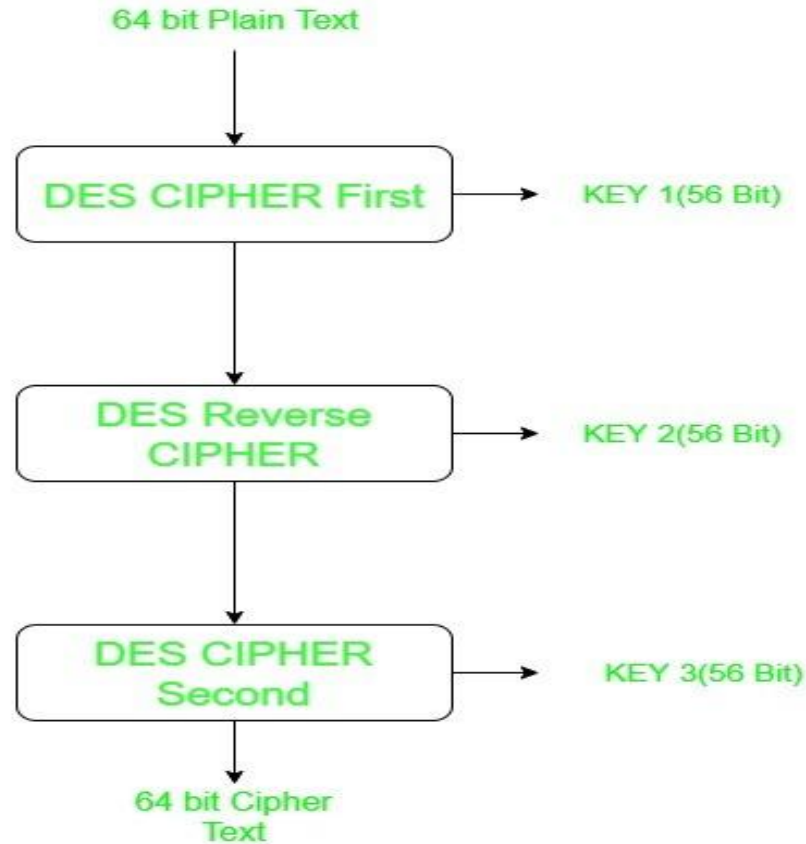 64 bit Plain Text
DES CIPHER First
KEY 1(56 Bit)
DES Reverse
CIPHER
KEY 2(56 Bit)
DES CIPHER
Second
KEY 3(56 Bit)
64 bit Cipher
Text